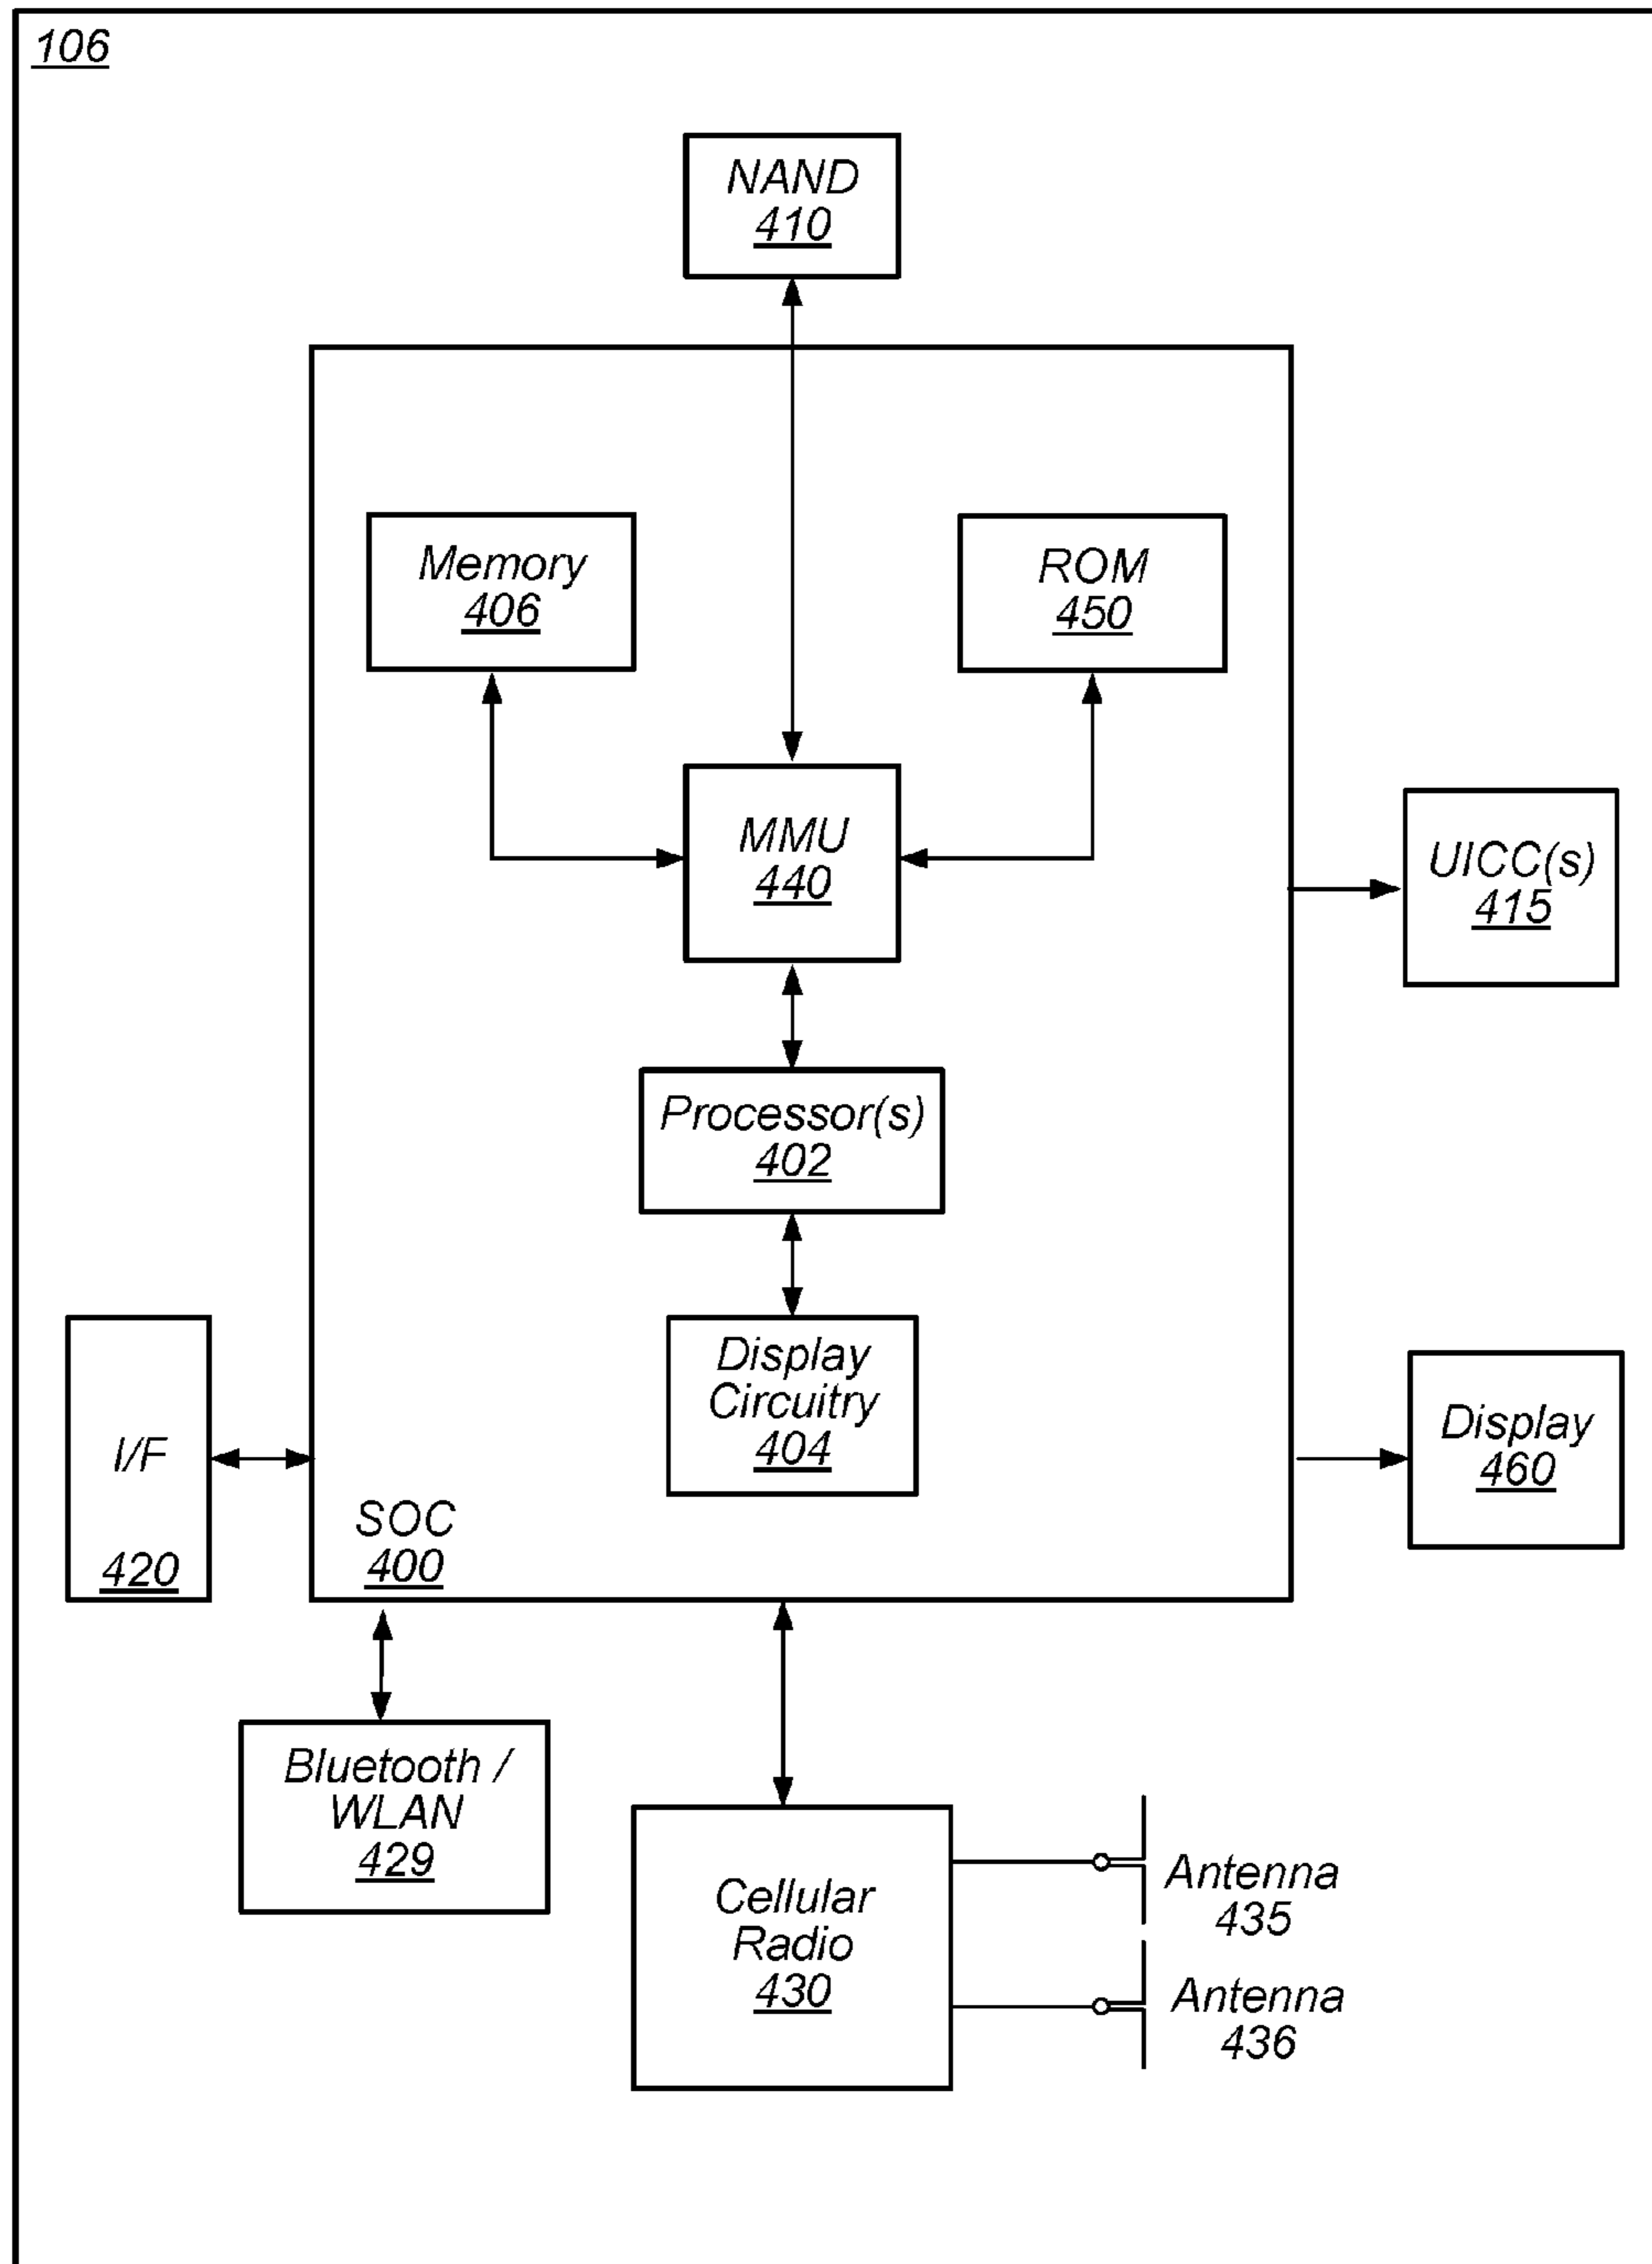 106
NAND
410
Memory
406
ROM
450
MMU
440
UICC(s)
415
Processor(s)
402
Display
Circuitry
404
I/F
420
Display
460
SOC
400
Bluetooth /
WLAN
429
Cellular
Radio
430
Antenna
435
Antenna
436